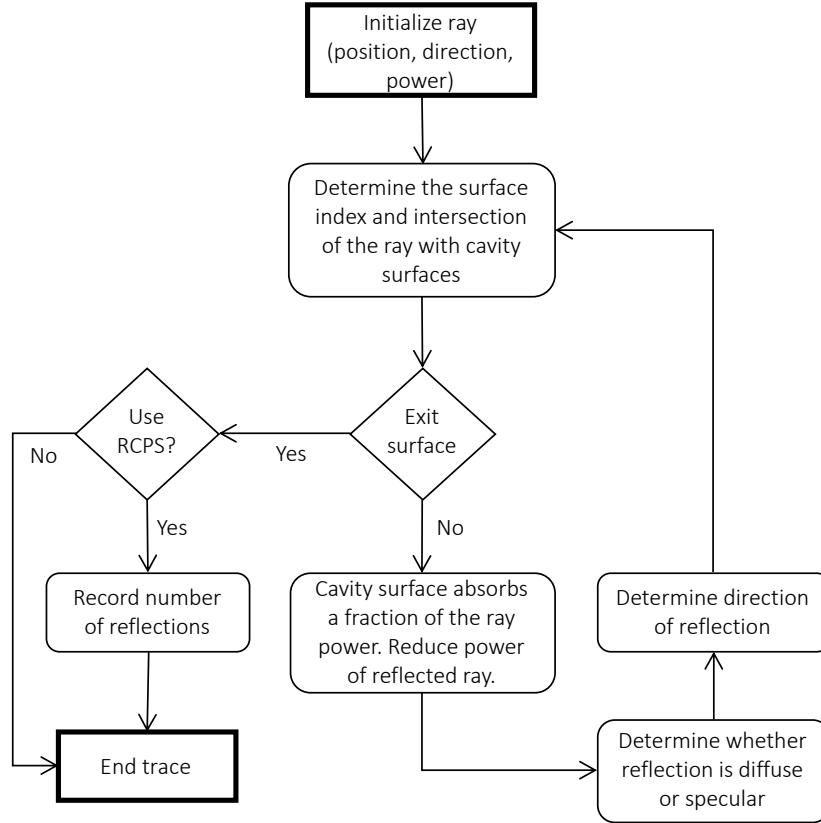 Initialize ray
(position, direction,
power)
Determine the surface
index and intersection
of the ray with cavity
surfaces
Use
RCPS?
Exit
surface
No
Yes
Yes
No
Record number
of reflections
Cavity surface absorbs
a fraction of the ray
power. Reduce power
of reflected ray.
Determine direction
of reflection
End trace
Determine whether
reflection is diffuse
or specular